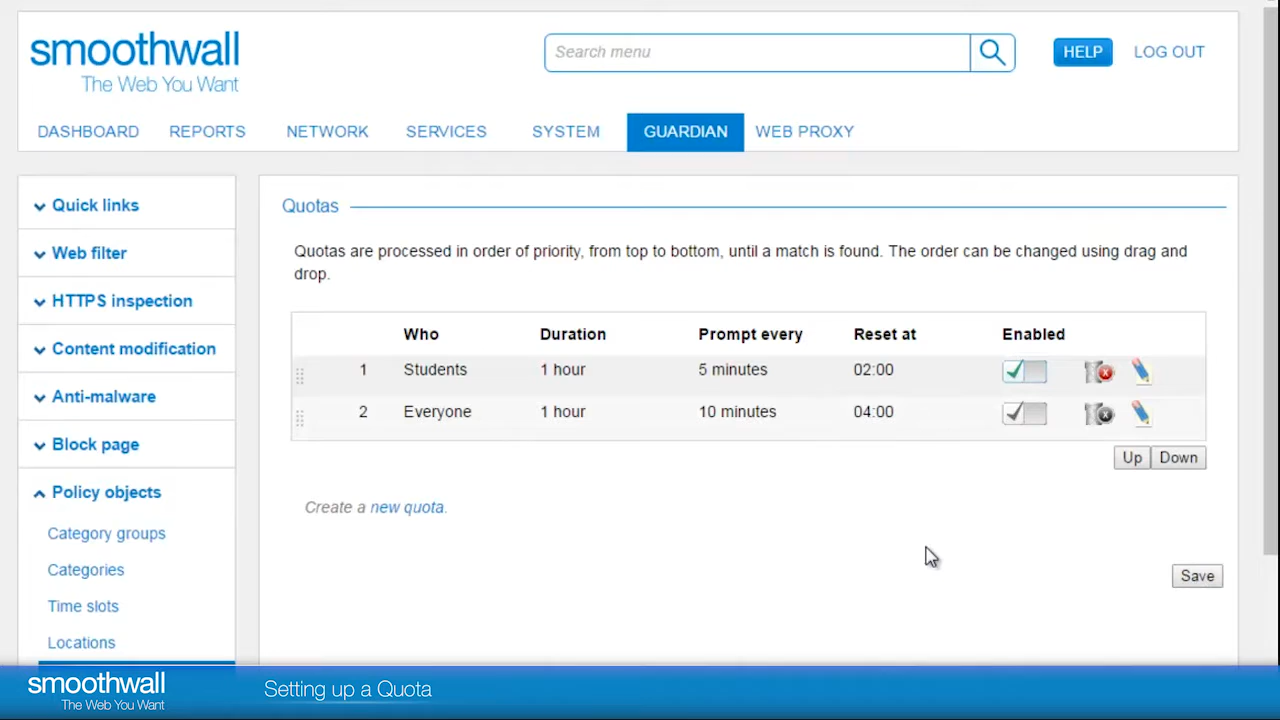 smoothwall
The Web You Want
Search menu
HELP
LOG OUT
DASHBOARD REPORTS NETWORK SERVICES SYSTEM GUARDIAN WEB PROXY
Quick links
Web filter
HTTPS inspection
Content modification
Anti-malware
Block page
Policy objects
Category groups
Categories
Time slots
Locations
Quotas
Quotas are processed in order of priority, from top to bottom, until a match is found. The order can be changed using drag and
drop.
Who Duration Prompt every Reset at Enabled
1 Students 1 hour 5 minutes 02:00
2 Everyone 1 hour 10 minutes 04:00
Up Down
Create a new quota.
Save
smoothwall
The Web You Want
Setting up a Quota